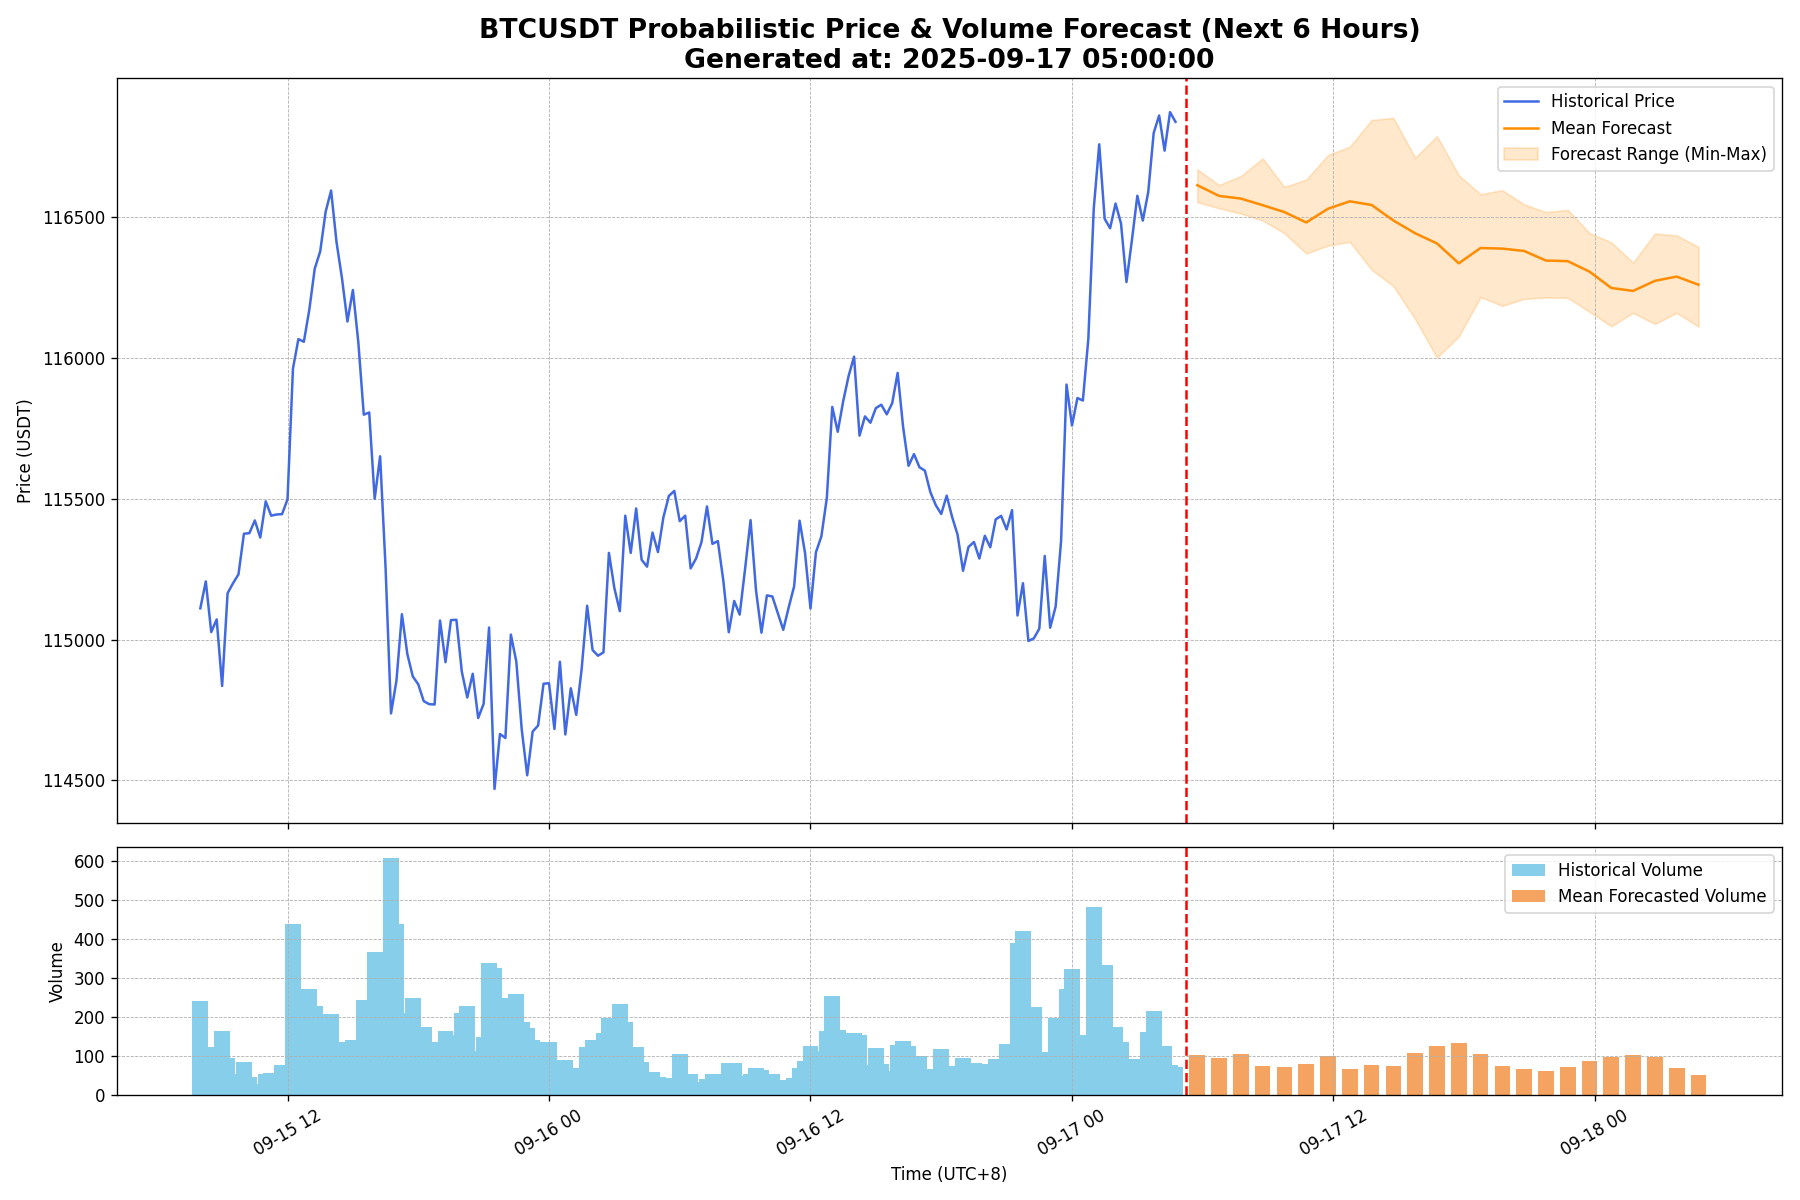 BTCUSDT Probabilistic Price & Volume Forecast (Next 6 Hours)
Generated at: 2025-09-17 05:00:00
Historical Price
Mean Forecast
Forecast Range (Min-Max)
Price (USDT)
116500
116000
115500
115000
114500
Historical Volume
Mean Forecasted Volume
Volume
600
500
400
300
200
100
0
09-15 12
09-16 00
09-16 12
09-17 00
09-17 12
09-18 00
Time (UTC+8)